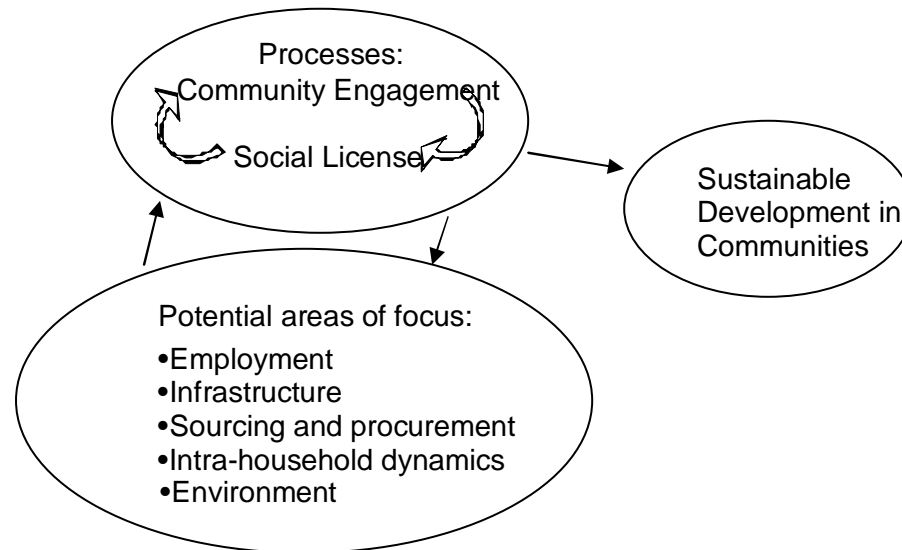 Processes:
Community Engagement
Social License
Sustainable
Development in
Communities
Potential areas of focus:
•Employment
•Infrastructure
•Sourcing and procurement
•Intra-household dynamics
•Environment